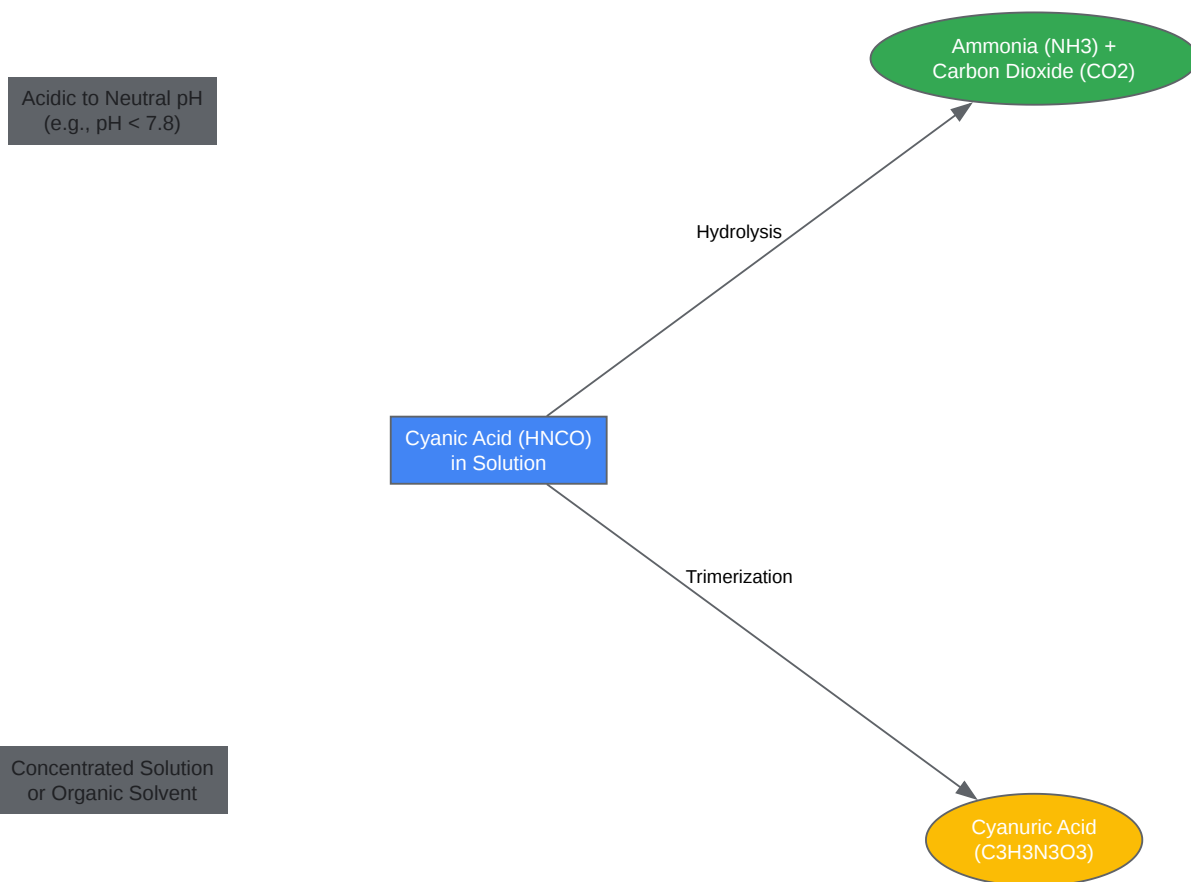 Ammonia (NH3) +
Carbon Dioxide (CO2)
Acidic to Neutral pH
(e.g., pH < 7.8)
Hydrolysis
Cyanic Acid (HNCO)
in Solution
Trimerization
Concentrated Solution
or Organic Solvent
Cyanuric Acid
(C3H3N3O3)